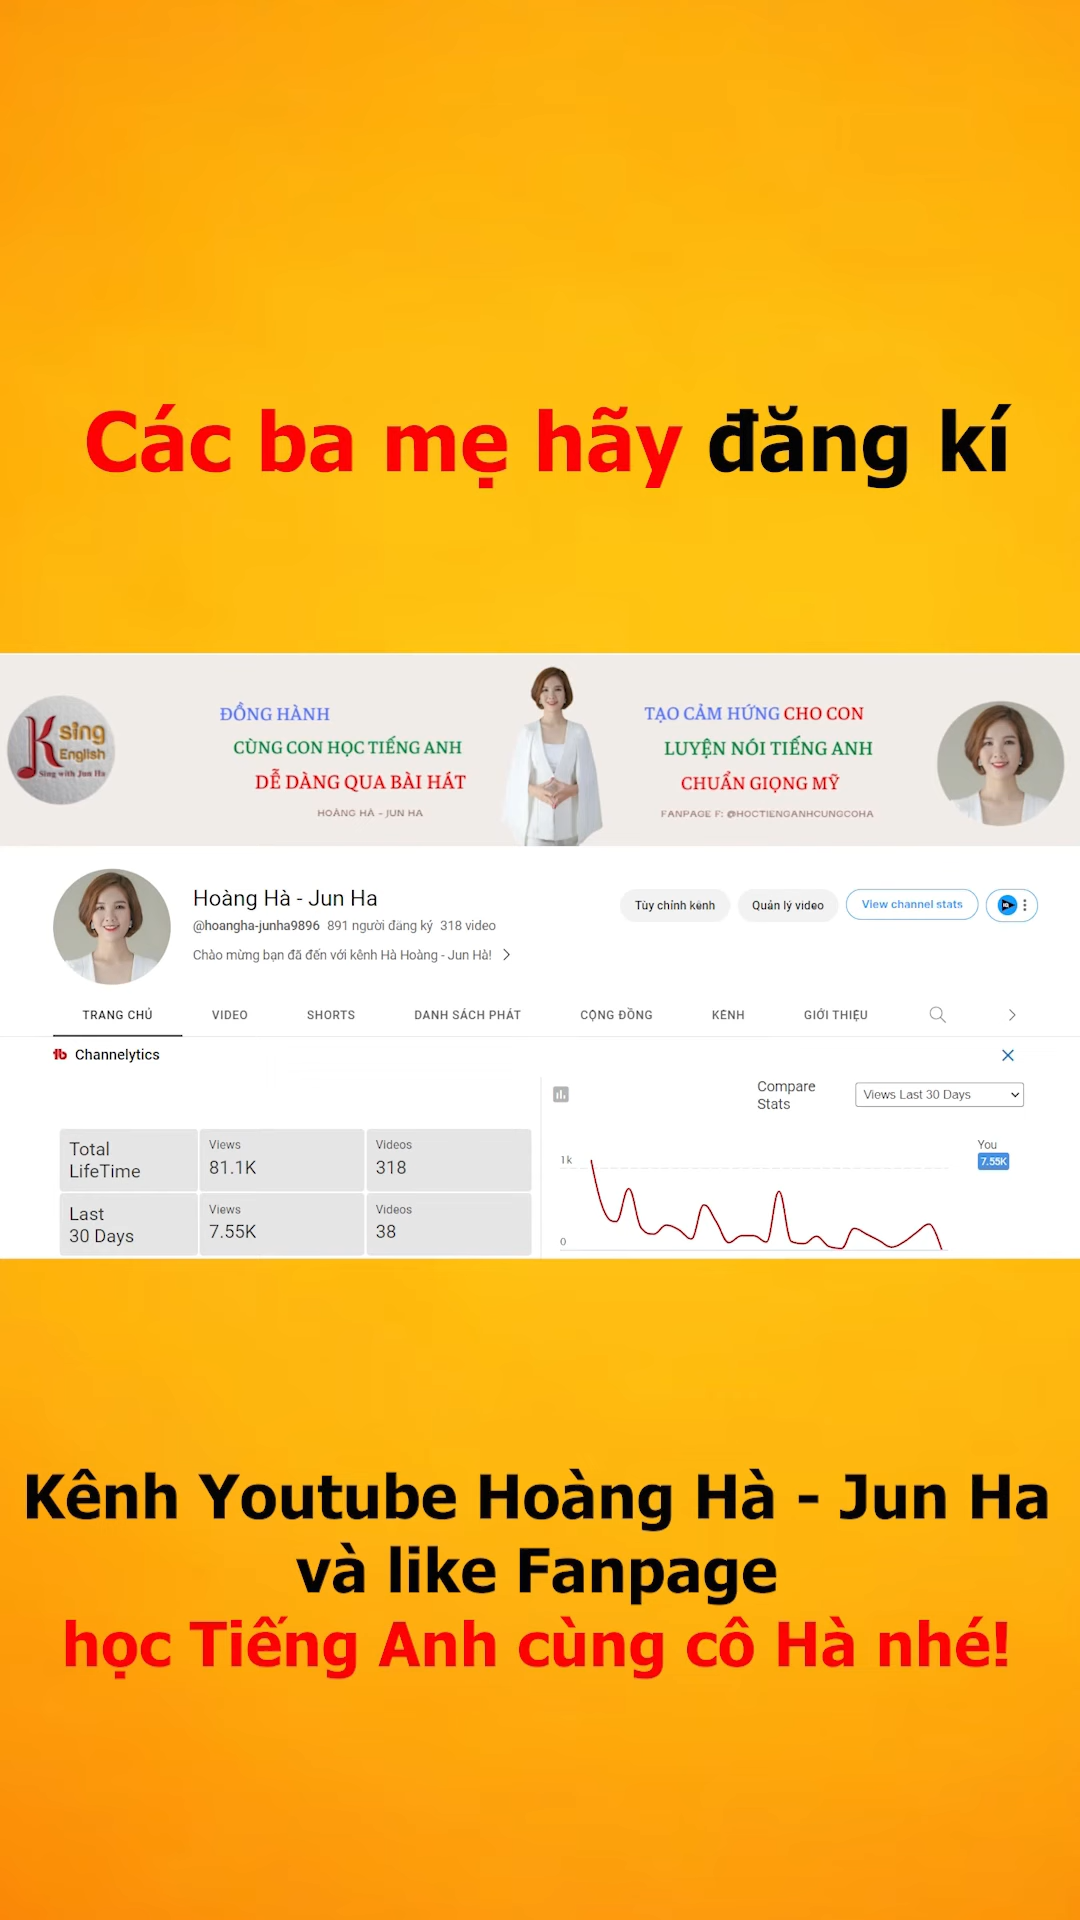 Các ba mẹ hãy đăng kí
Ksing
English
Sing with Jun Ha
ĐỒNG HÀNH
CÙNG CON HỌC TIẾNG ANH
DỄ DÀNG QUA BÀI HÁT
HOÀNG HÀ - JUN HA
TẠO CẢM HỨNG CHO CON
LUYỆN NÓI TIẾNG ANH
CHUẨN GIỌNG MỸ
FANPAGE F: @HOCTIENGANHCUNGCOHA
Hoàng Hà - Jun Ha
@hoangha-junha9896 891 người đăng ký 318 video
Chào mừng bạn đã đến với kênh Hà Hoàng - Jun Hà!
Tùy chỉnh kênh
Quản lý video
View channel stats
TRANG CHỦ
VIDEO
SHORTS
DANH SÁCH PHÁT
CỘNG ĐỒNG
KÊNH
GIỚI THIỆU
Channelytics
Total
LifeTime
Views
81.1K
Videos
318
Last
30 Days
Views
7.55K
Videos
38
Compare
Stats
Views Last 30 Days
1k
0
You
7.55K
Kênh Youtube Hoàng Hà - Jun Ha
và like Fanpage
học Tiếng Anh cùng cô Hà nhé!